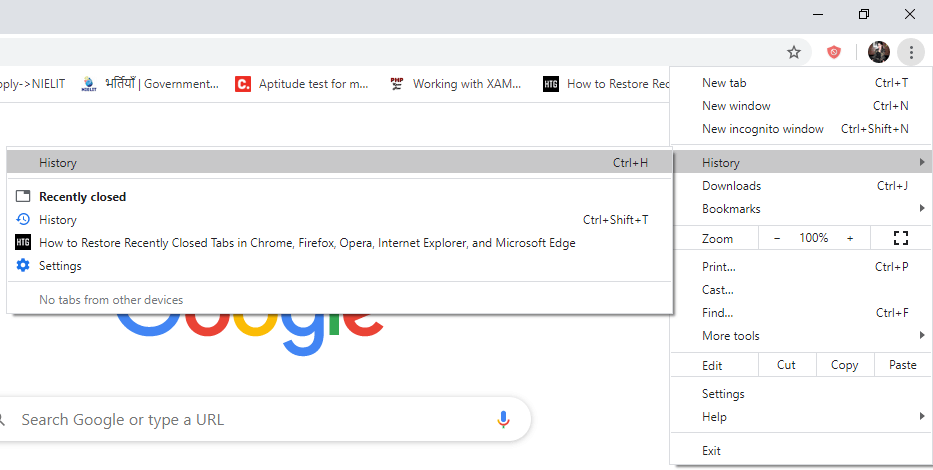 pply->NIELIT भर्तियाँ | Government... Aptitude test for m... Working with XAM... How to Restore Rec
New tab Ctrl+T
New window Ctrl+N
New incognito window Ctrl+Shift+N
History Ctrl+H
History
Recently closed
History Ctrl+Shift+T
HTG How to Restore Recently Closed Tabs in Chrome, Firefox, Opera, Internet Explorer, and Microsoft Edge
Settings
No tabs from other devices
Downloads Ctrl+J
Bookmarks
Zoom − 100% +
Print... Ctrl+P
Cast...
Find... Ctrl+F
More tools
Edit Cut Copy Paste
Settings
Help
Exit
Google
Search Google or type a URL